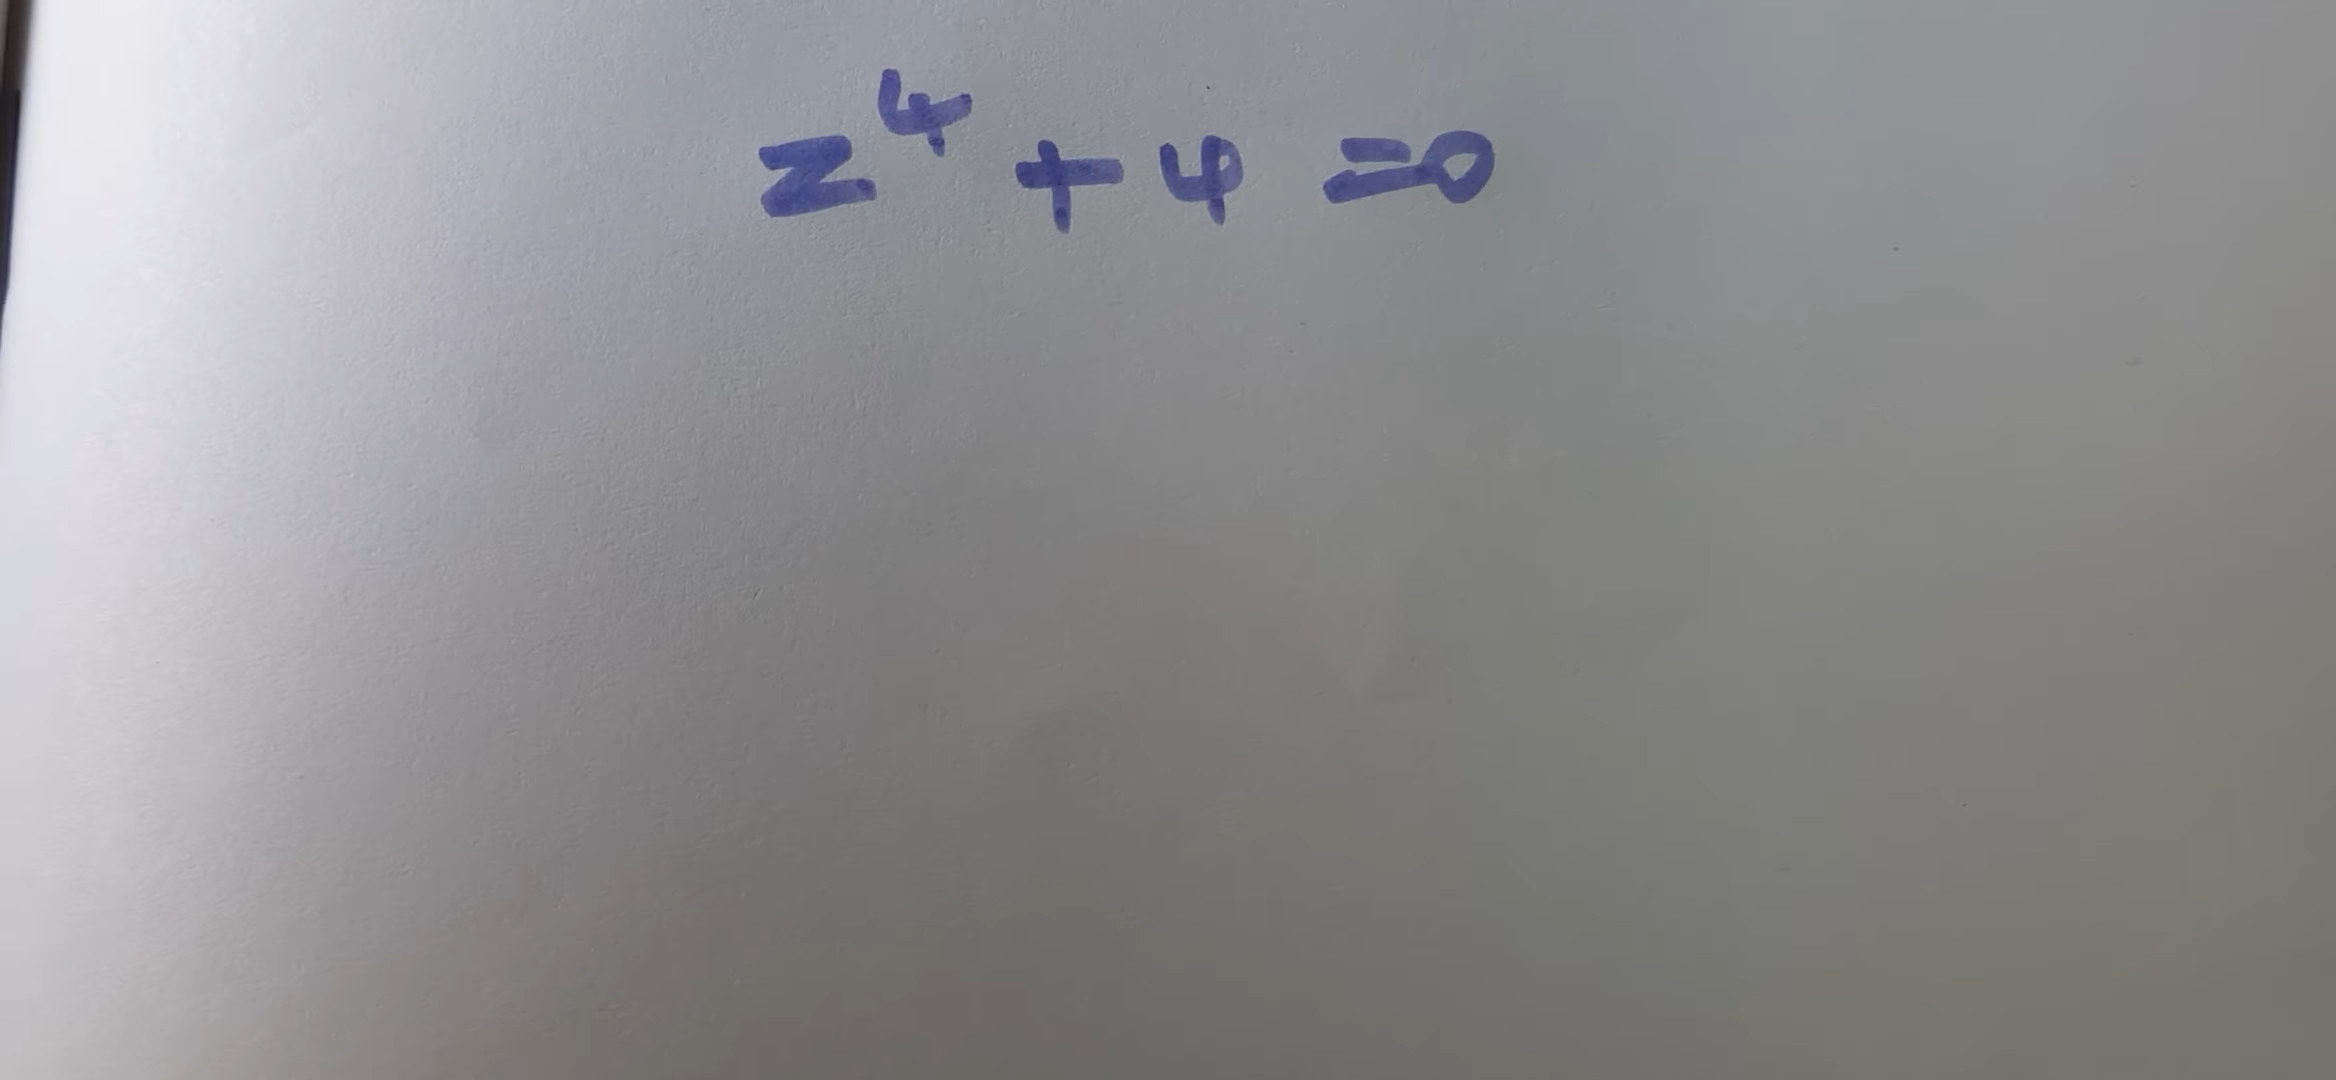 z⁴ + 4 = 0